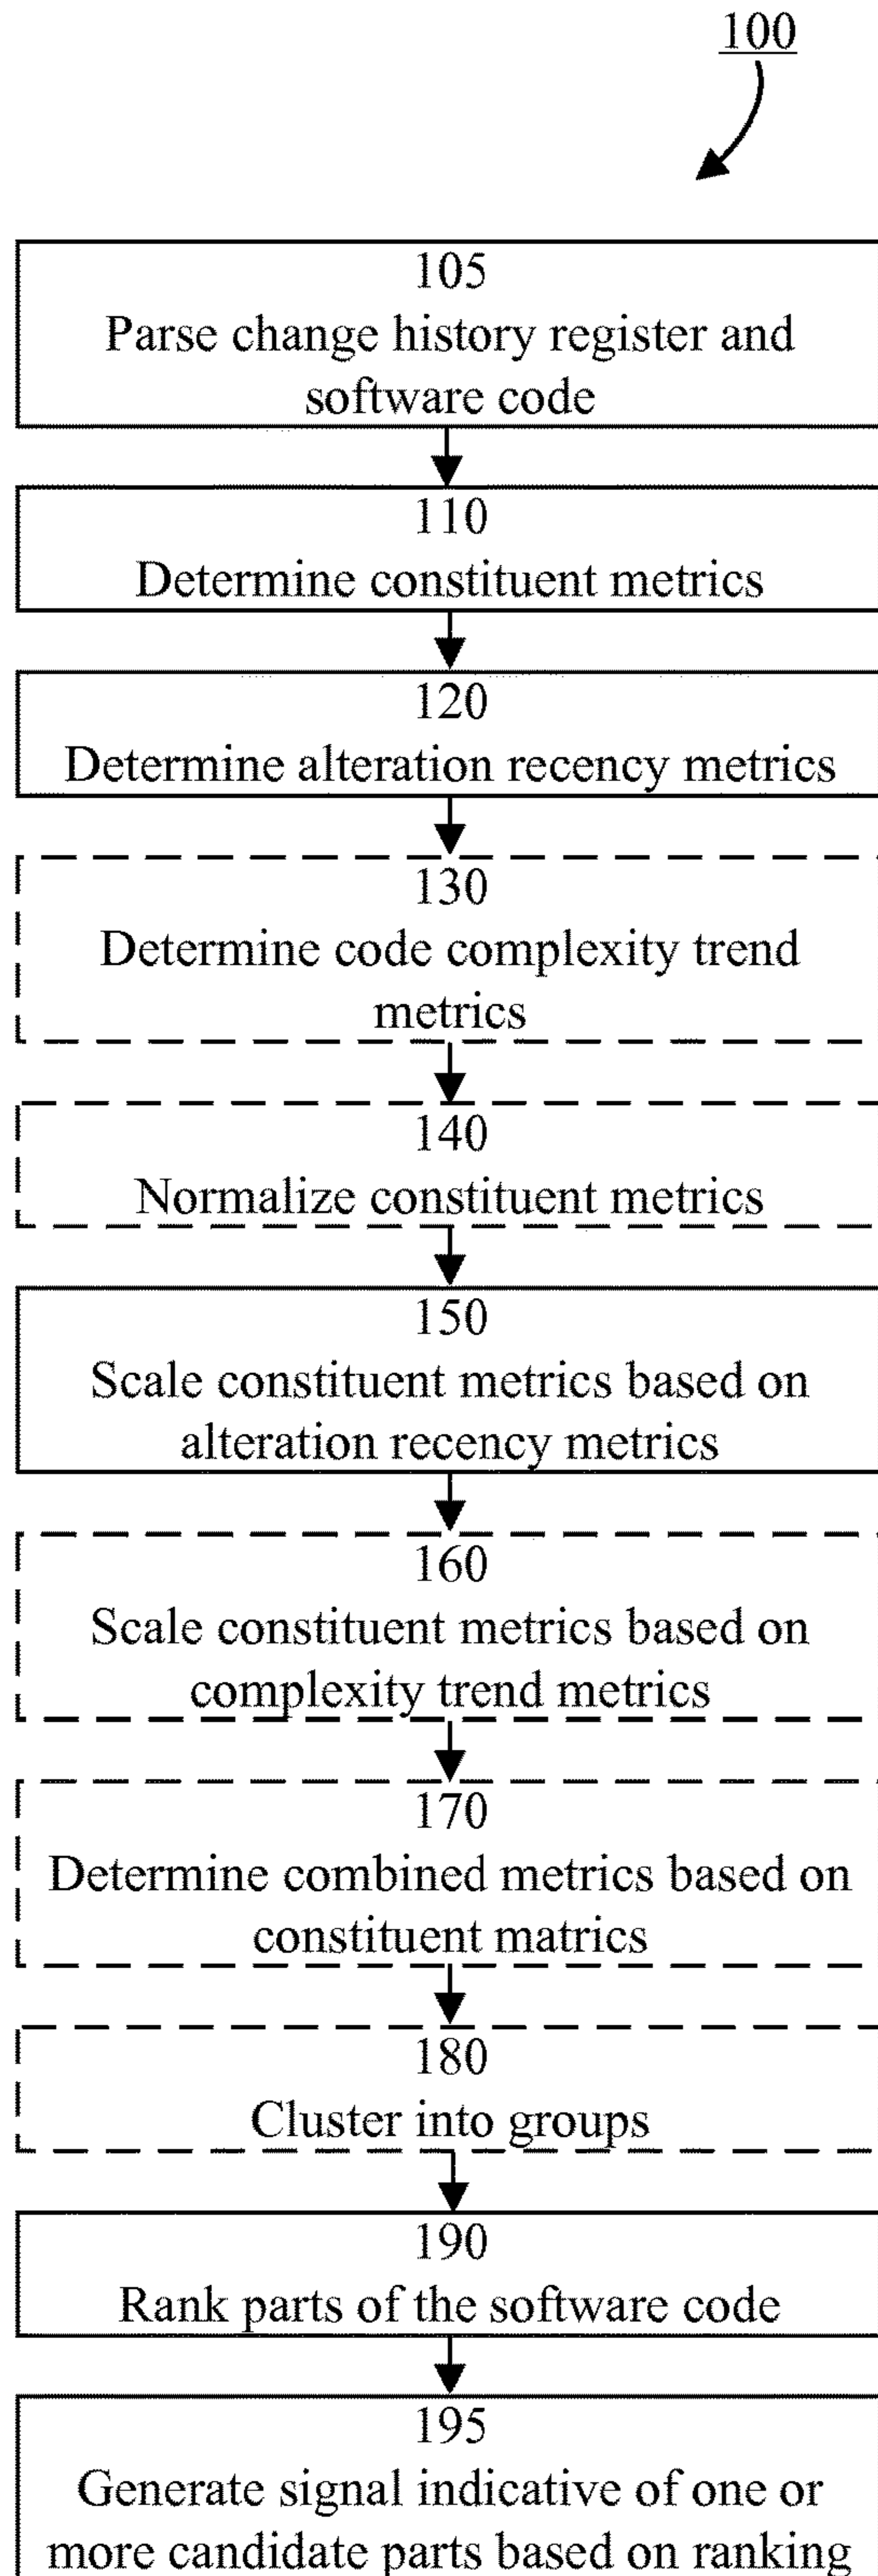 100
105
Parse change history register and
software code
110
Determine constituent metrics
120
Determine alteration recency metrics
130
Determine code complexity trend
metrics
140
Normalize constituent metrics
150
Scale constituent metrics based on
alteration recency metrics
160
Scale constituent metrics based on
complexity trend metrics
170
Determine combined metrics based on
constituent matrics
180
Cluster into groups
190
Rank parts of the software code
195
Generate signal indicative of one or
more candidate parts based on ranking